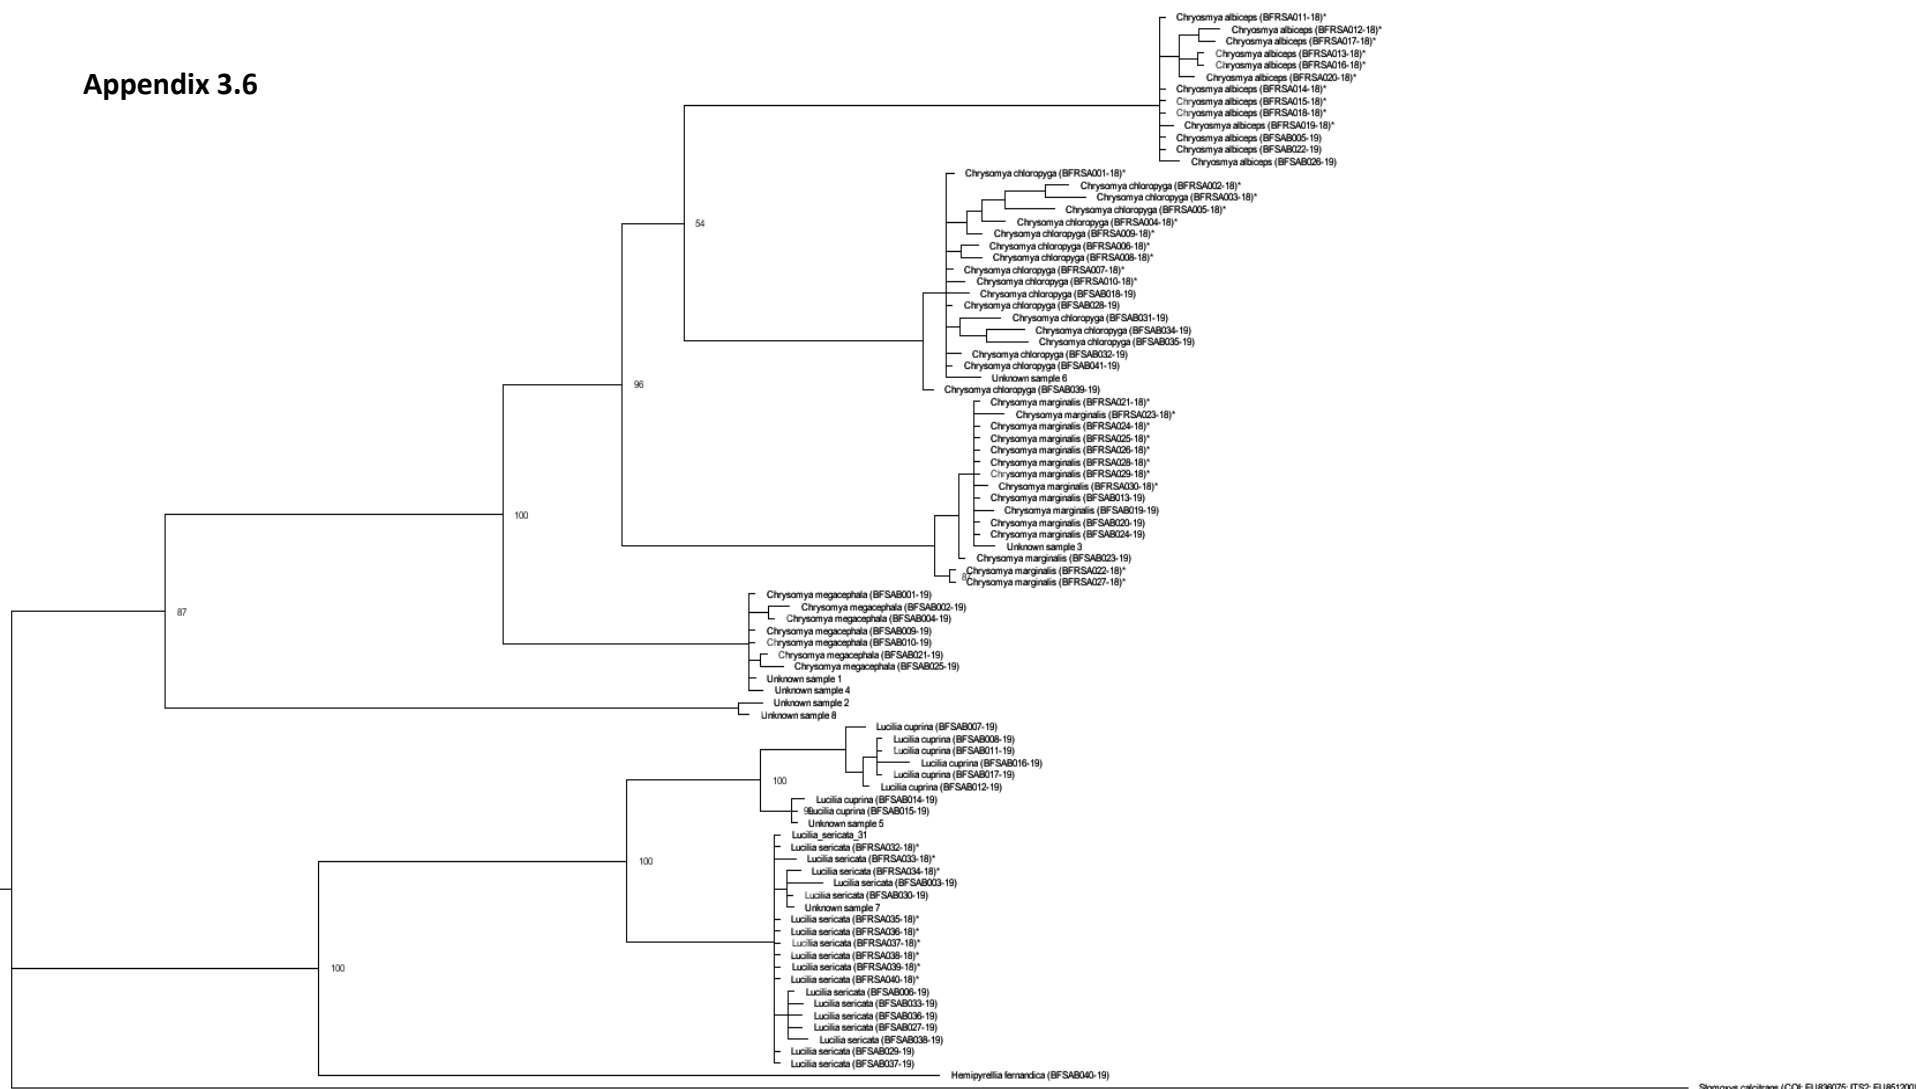 Appendix 3.6
Chryosmya albiceps (BFRSA011-18)*
Chryosmya albiceps (BFRSA012-18)*
Chryosmya albiceps (BFRSA017-18)*
Chryosmya albiceps (BFRSA013-18)*
Chryosmya albiceps (BFRSA016-18)*
Chryosmya albiceps (BFRSA020-18)*
Chryosmya albiceps (BFRSA014-18)*
Chryosmya albiceps (BFRSA015-18)*
Chryosmya albiceps (BFRSA018-18)*
Chryosmya albiceps (BFRSA019-18)*
Chryosmya albiceps (BFSAB005-19)
Chryosmya albiceps (BFSAB022-19)
Chryosmya albiceps (BFSAB026-19)
Chrysomya chloropyga (BFRSA001-18)*
Chrysomya chloropyga (BFRSA002-18)*
Chrysomya chloropyga (BFRSA003-18)*
Chrysomya chloropyga (BFRSA005-18)*
Chrysomya chloropyga (BFRSA004-18)*
54
Chrysomya chloropyga (BFRSA009-18)*
Chrysomya chloropyga (BFRSA006-18)*
Chrysomya chloropyga (BFRSA008-18)*
Chrysomya chloropyga (BFRSA007-18)*
Chrysomya chloropyga (BFRSA010-18)*
Chrysomya chloropyga (BFSAB018-19)
Chrysomya chloropyga (BFSAB028-19)
Chrysomya chloropyga (BFSAB031-19)
Chrysomya chloropyga (BFSAB034-19)
Chrysomya chloropyga (BFSAB035-19)
Chrysomya chloropyga (BFSAB032-19)
Chrysomya chloropyga (BFSAB041-19)
Unknown sample 6
96
Chrysomya chloropyga (BFSAB039-19)
Chrysomya marginalis (BFRSA021-18)*
Chrysomya marginalis (BFRSA023-18)*
Chrysomya marginalis (BFRSA024-18)*
Chrysomya marginalis (BFRSA025-18)*
Chrysomya marginalis (BFRSA026-18)*
Chrysomya marginalis (BFRSA028-18)*
Chrysomya marginalis (BFRSA029-18)*
Chrysomya marginalis (BFRSA030-18)*
Chrysomya marginalis (BFSAB013-19)
Chrysomya marginalis (BFSAB019-19)
100
Chrysomya marginalis (BFSAB020-19)
Chrysomya marginalis (BFSAB024-19)
Unknown sample 3
Chrysomya marginalis (BFSAB023-19)
Chrysomya marginalis (BFRSA022-18)*
Chrysomya marginalis (BFRSA027-18)*
Chrysomya megacephala (BFSAB001-19)
Chrysomya megacephala (BFSAB002-19)
87
Chrysomya megacephala (BFSAB004-19)
Chrysomya megacephala (BFSAB009-19)
Chrysomya megacephala (BFSAB010-19)
Chrysomya megacephala (BFSAB021-19)
Chrysomya megacephala (BFSAB025-19)
Unknown sample 1
Unknown sample 4
Unknown sample 2
Unknown sample 8
Lucilia cuprina (BFSAB007-19)
Lucilia cuprina (BFSAB008-19)
Lucilia cuprina (BFSAB011-19)
Lucilia cuprina (BFSAB016-19)
Lucilia cuprina (BFSAB017-19)
100
Lucilia cuprina (BFSAB012-19)
Lucilia cuprina (BFSAB014-19)
Lucilia cuprina (BFSAB015-19)
Unknown sample 5
Lucilia_sericata_31
Lucilia sericata (BFRSA032-18)*
Lucilia sericata (BFRSA033-18)*
100
Lucilia sericata (BFRSA034-18)*
Lucilia sericata (BFSAB003-19)
Lucilia sericata (BFSAB030-19)
Unknown sample 7
Lucilia sericata (BFRSA035-18)*
Lucilia sericata (BFRSA036-18)*
Lucilia sericata (BFRSA037-18)*
Lucilia sericata (BFRSA038-18)*
Lucilia sericata (BFRSA039-18)*
100
Lucilia sericata (BFRSA040-18)*
Lucilia sericata (BFSAB006-19)
Lucilia sericata (BFSAB033-19)
Lucilia sericata (BFSAB036-19)
Lucilia sericata (BFSAB027-19)
Lucilia sericata (BFSAB038-19)
Lucilia sericata (BFSAB029-19)
Lucilia sericata (BFSAB037-19)
Hemipyrellia fernandica (BFSAB040-19)
Stomoxys calcitrans (COI: EU836075; ITS2: